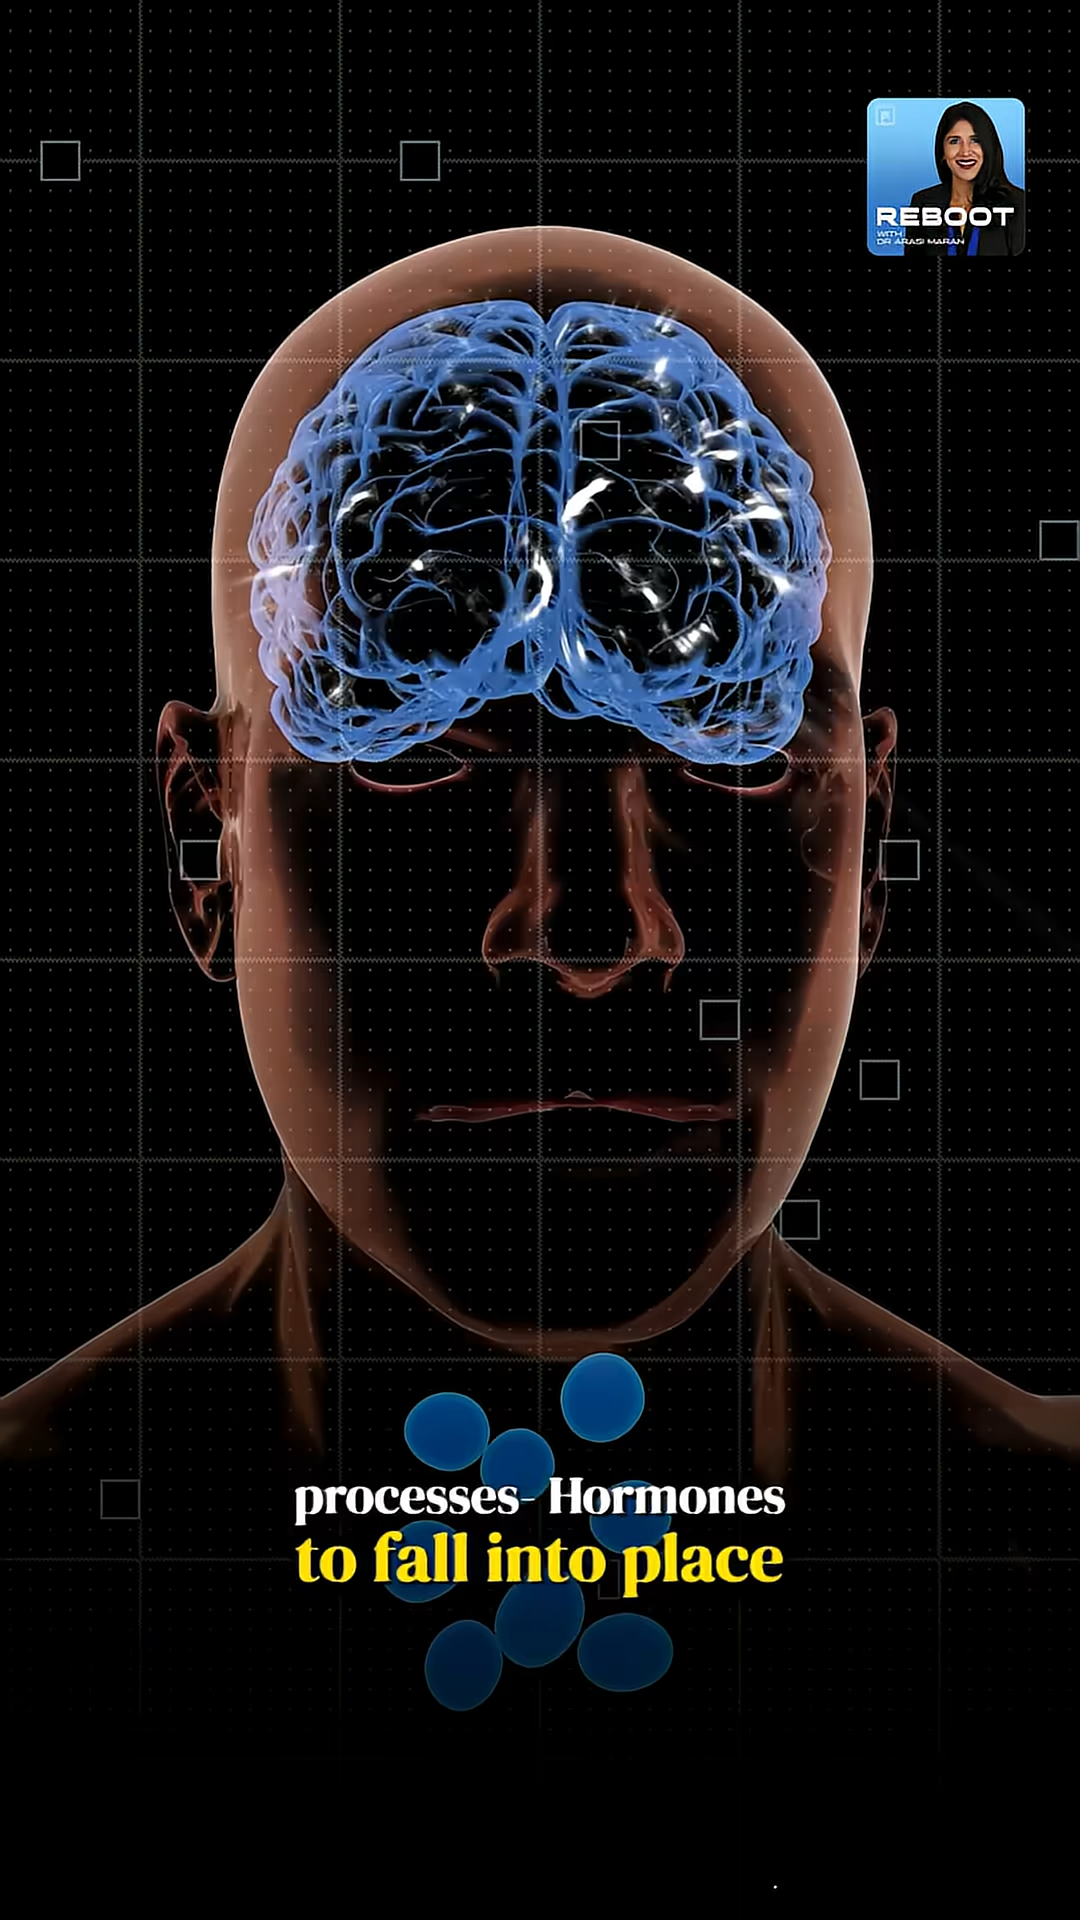 REBOOT
WITH
DR ARASI MARAN
processes- Hormones
to fall into place